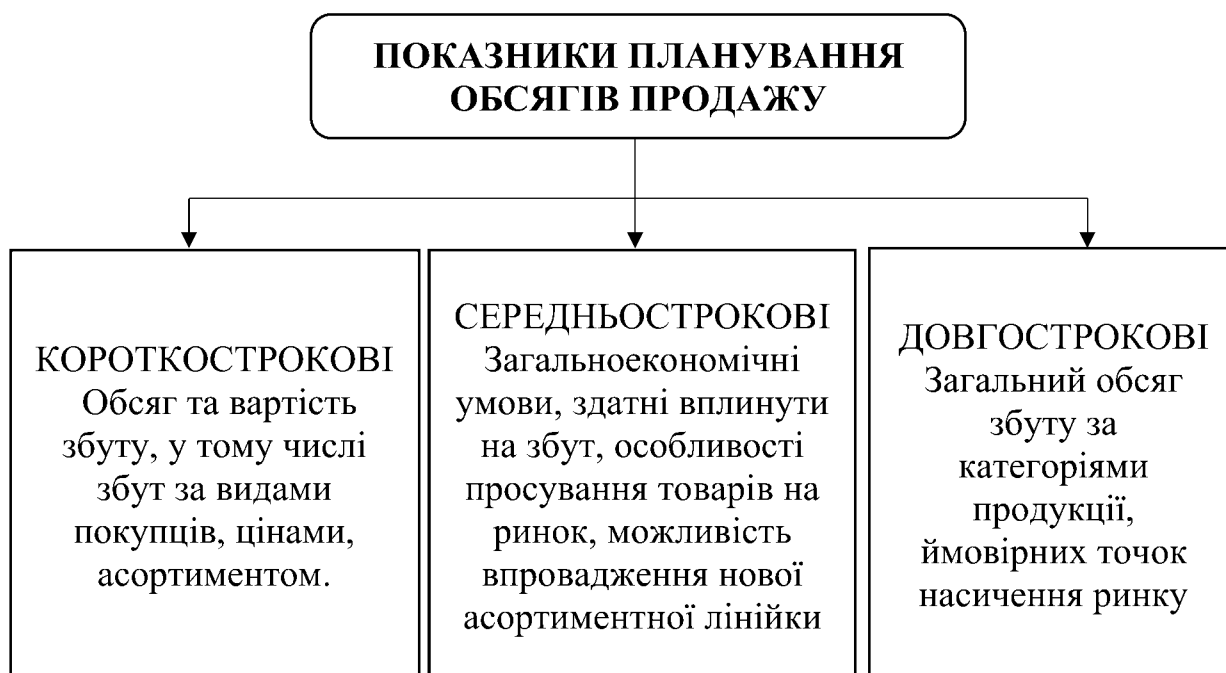 ПОКАЗНИКИ ПЛАНУВАННЯ
ОБСЯГІВ ПРОДАЖУ
КОРОТКОСТРОКОВІ
Обсяг та вартість
збуту, у тому числі
збут за видами
покупців, цінами,
асортиментом.
СЕРЕДНЬОСТРОКОВІ
Загальноекономічні
умови, здатні вплинути
на збут, особливості
просування товарів на
ринок, можливість
впровадження нової
асортиментної лінійки
ДОВГОСТРОКОВІ
Загальний обсяг
збуту за
категоріями
продукції,
ймовірних точок
насичення ринку